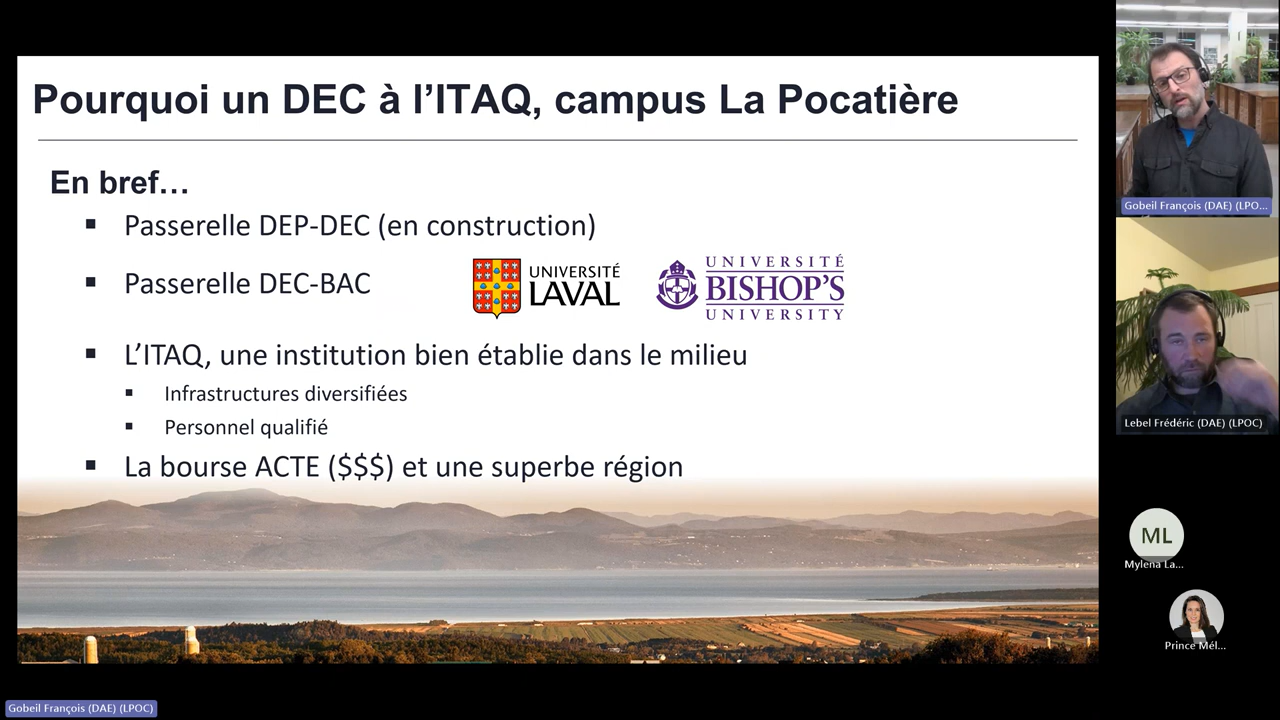 Pourquoi un DEC à l’ITAQ, campus La Pocatière
En bref…
Passerelle DEP-DEC (en construction)
Passerelle DEC-BAC
UNIVERSITÉ
LAVAL
UNIVERSITÉ
BISHOP'S
UNIVERSITY
L’ITAQ, une institution bien établie dans le milieu
Infrastructures diversifiées
Personnel qualifié
La bourse ACTE ($$$) et une superbe région
Gobeil François (DAE) (LPO...
Lebel Frédéric (DAE) (LPOC)
ML
Mylena La...
Prince Mél...
Gobeil François (DAE) (LPOC)